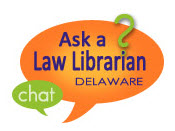 Ask a ?
Law Librarian
DELAWARE
chat